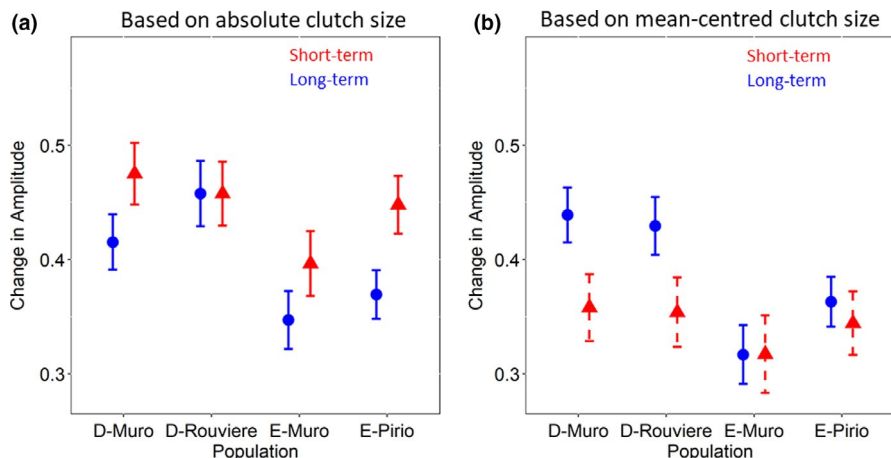 (a)
Based on absolute clutch size
Short-term
Long-term
Change in Amplitude
0.5
0.4
0.3
D-Muro D-Rouviere E-Muro E-Pirio
Population
(b)
Based on mean-centred clutch size
Short-term
Long-term
Change in Amplitude
0.5
0.4
0.3
D-Muro D-Rouviere E-Muro E-Pirio
Population